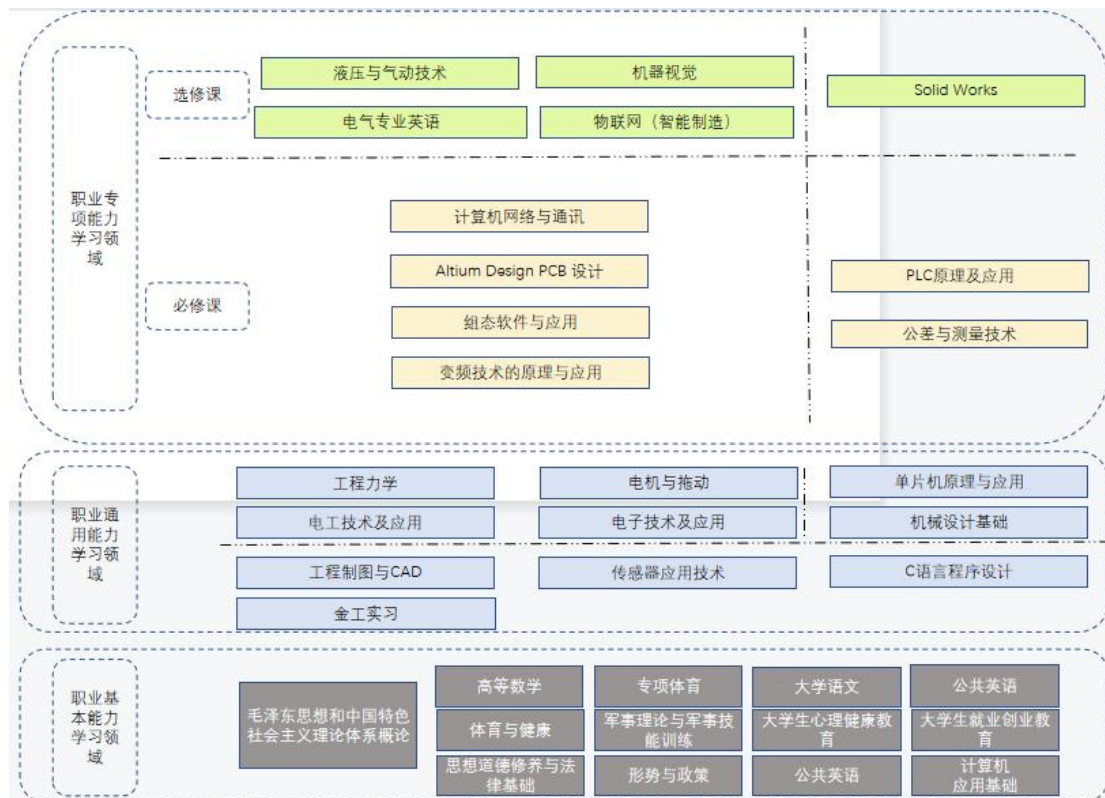 选修课
液压与气动技术
机器视觉
Solid Works
电气专业英语
物联网（智能制造）
职业专
项能力
学习领
域
必修课
计算机网络与通讯
Altium Design PCB 设计
组态软件与应用
变频技术的原理与应用
PLC原理及应用
公差与测量技术
职业通
用能力
学习领
域
工程力学
电机与拖动
单片机原理与应用
电工技术及应用
电子技术及应用
机械设计基础
工程制图与CAD
传感器应用技术
C语言程序设计
金工实习
职业基
本能力
学习领
域
毛泽东思想和中国特色
社会主义理论体系概论
高等数学
专项体育
大学语文
公共英语
体育与健康
军事理论与军事技
能训练
大学生心理健康教
育
大学生就业创业教
育
思想道德修养与法
律基础
形势与政策
公共英语
计算机
应用基础